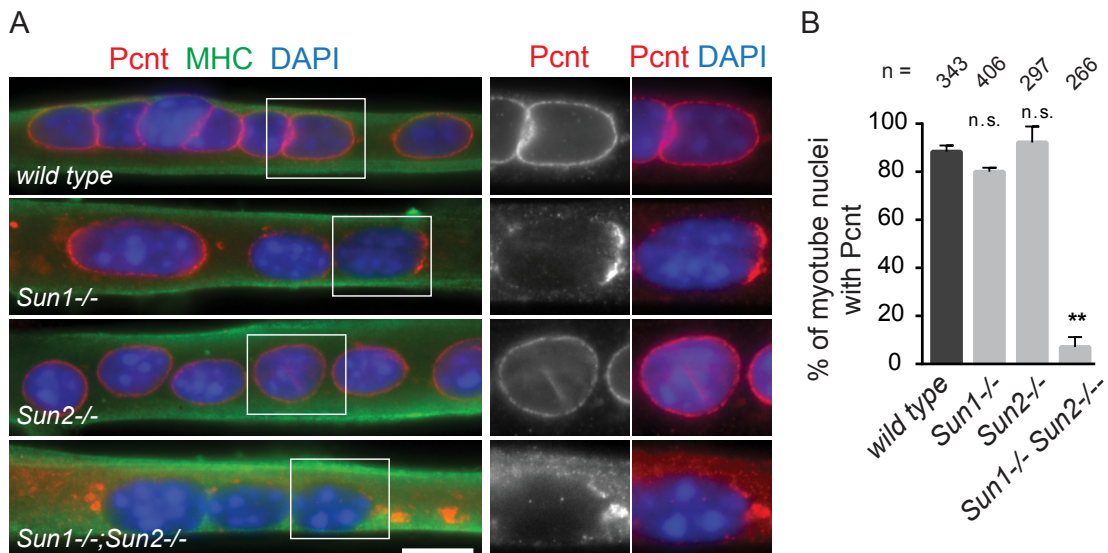 A
Pcnt MHC DAPI
Pcnt
Pcnt DAPI
wild type
Sun1-/-
Sun2-/-
Sun1-/-;Sun2-/-
B
n = 343 406 297 266
n.s. n.s.
**
% of myotube nuclei
with Pcnt
100
80
60
40
20
0
wild type
Sun1-/-
Sun2-/-
Sun1-/- Sun2-/--